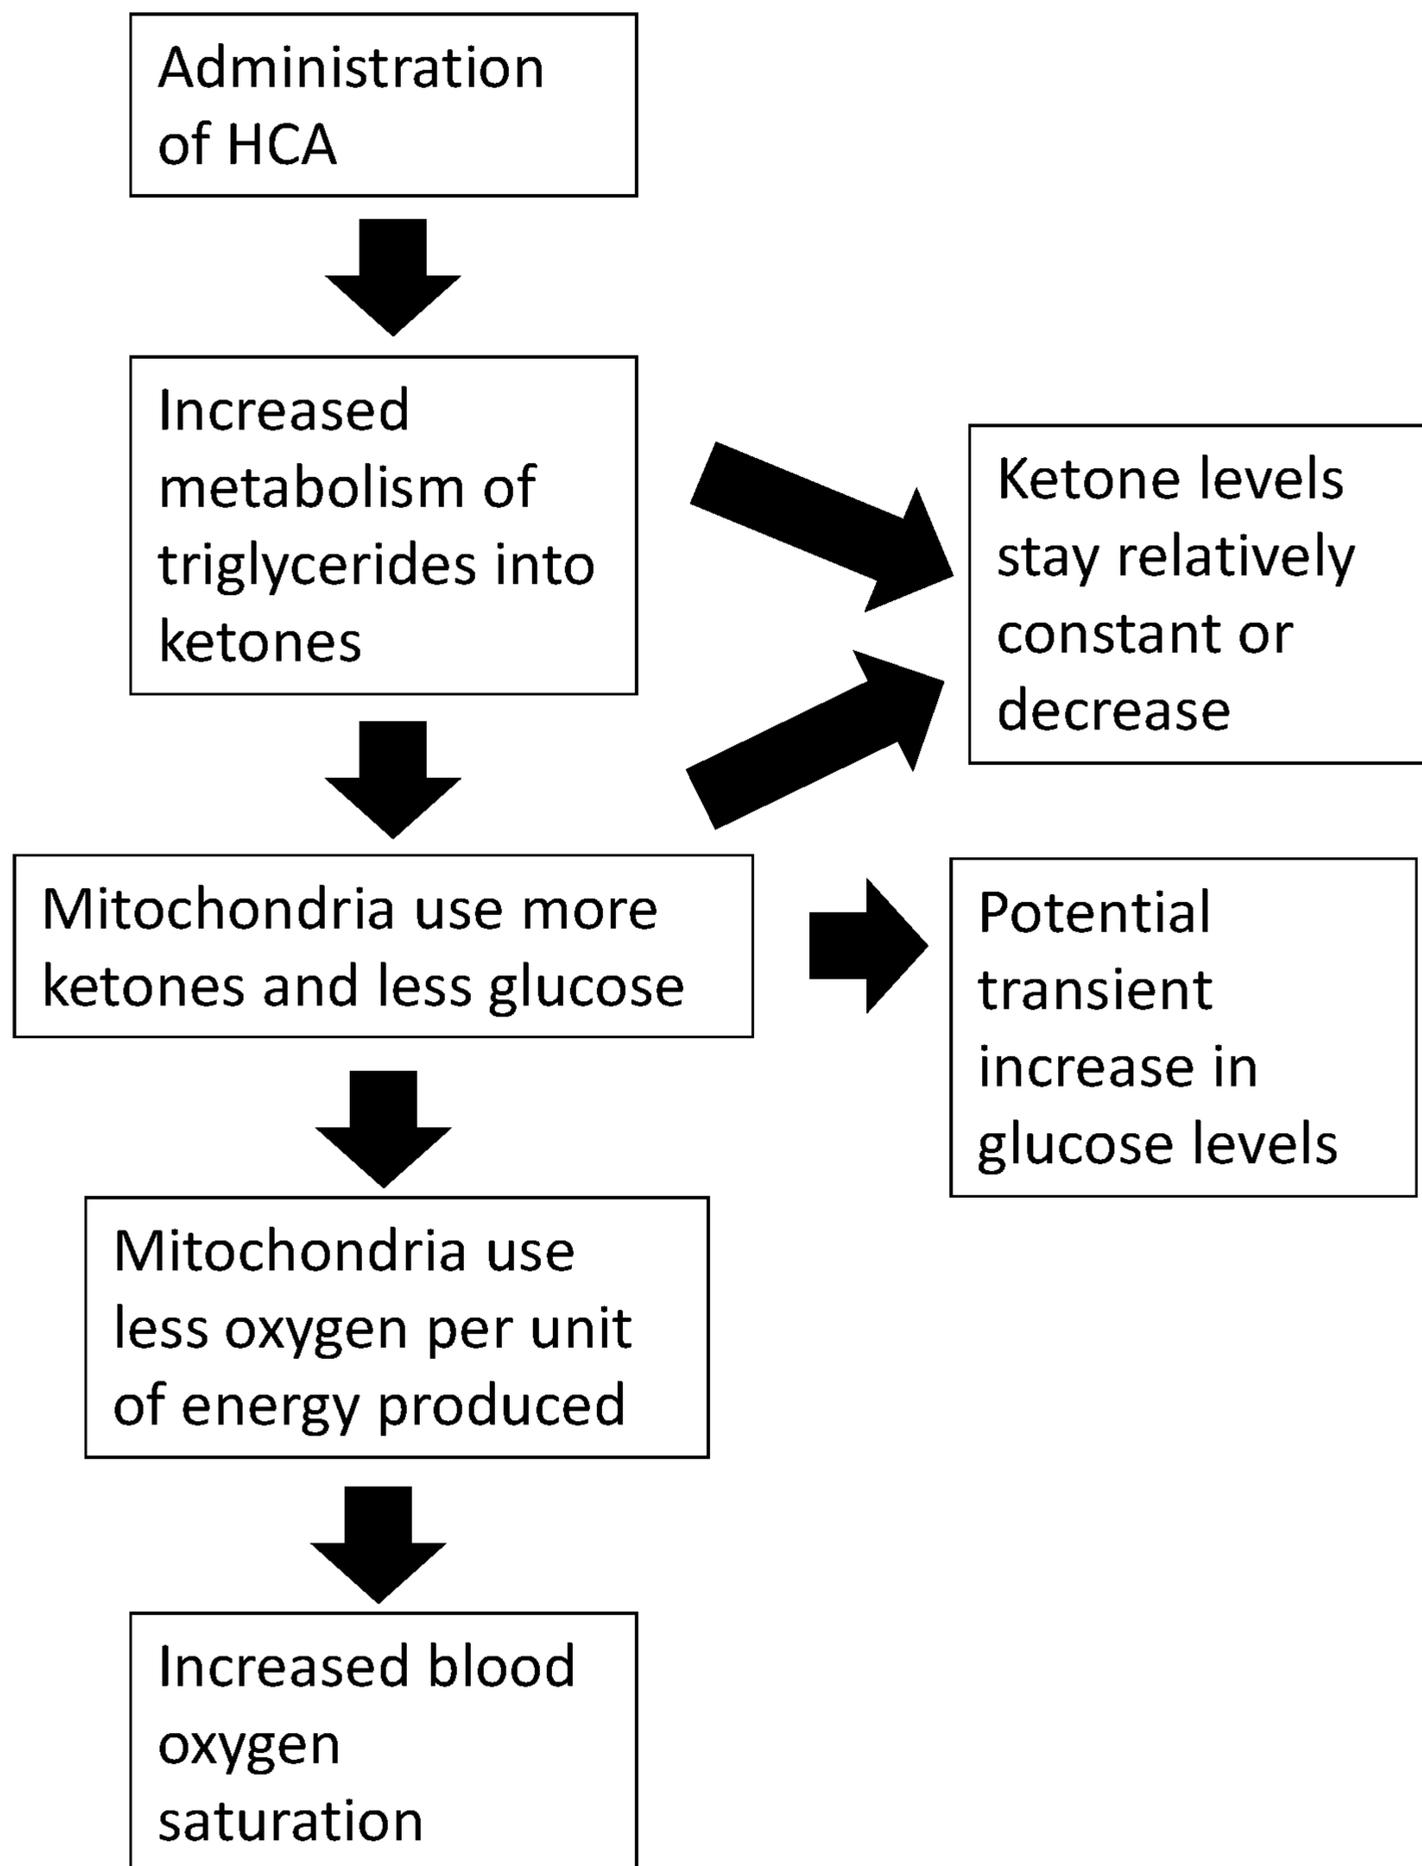 Administration
of HCA
Increased
metabolism of
triglycerides into
ketones
Ketone levels
stay relatively
constant or
decrease
Mitochondria use more
ketones and less glucose
Potential
transient
increase in
glucose levels
Mitochondria use
less oxygen per unit
of energy produced
Increased blood
oxygen
saturation